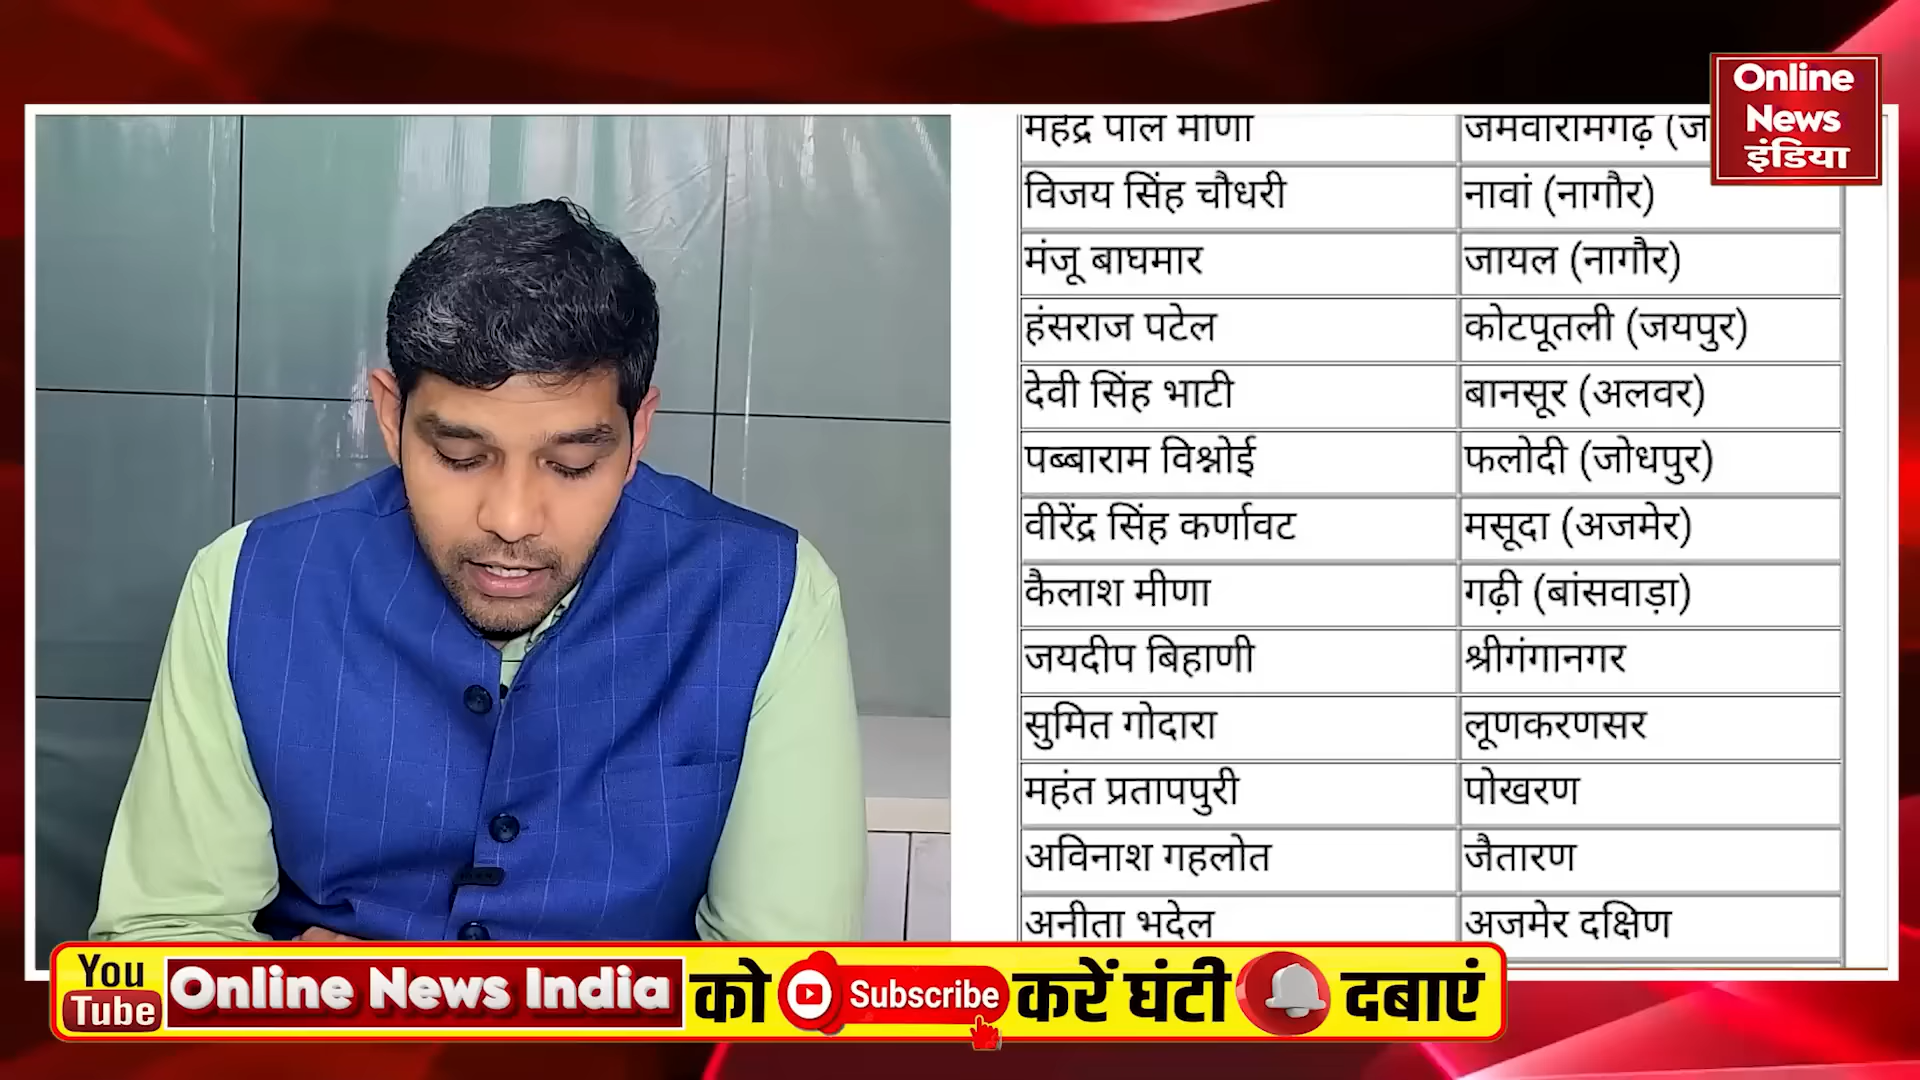 Online
News
इंडिया
महेंद्र पाल मीणा जमवारामगढ़ (ज
विजय सिंह चौधरी नावां (नागौर)
मंजू बाघमार जायल (नागौर)
हंसराज पटेल कोटपूतली (जयपुर)
देवी सिंह भाटी बानसूर (अलवर)
पब्बाराम विश्नोई फलोदी (जोधपुर)
वीरेंद्र सिंह कर्णावट मसूदा (अजमेर)
कैलाश मीणा गढ़ी (बांसवाड़ा)
जयदीप बिहाणी श्रीगंगानगर
सुमित गोदारा लूणकरणसर
महंत प्रतापपुरी पोखरण
अविनाश गहलोत जैतारण
अनीता भदेल अजमेर दक्षिण
You Tube Online News India को Subscribe करें घंटी दबाएं